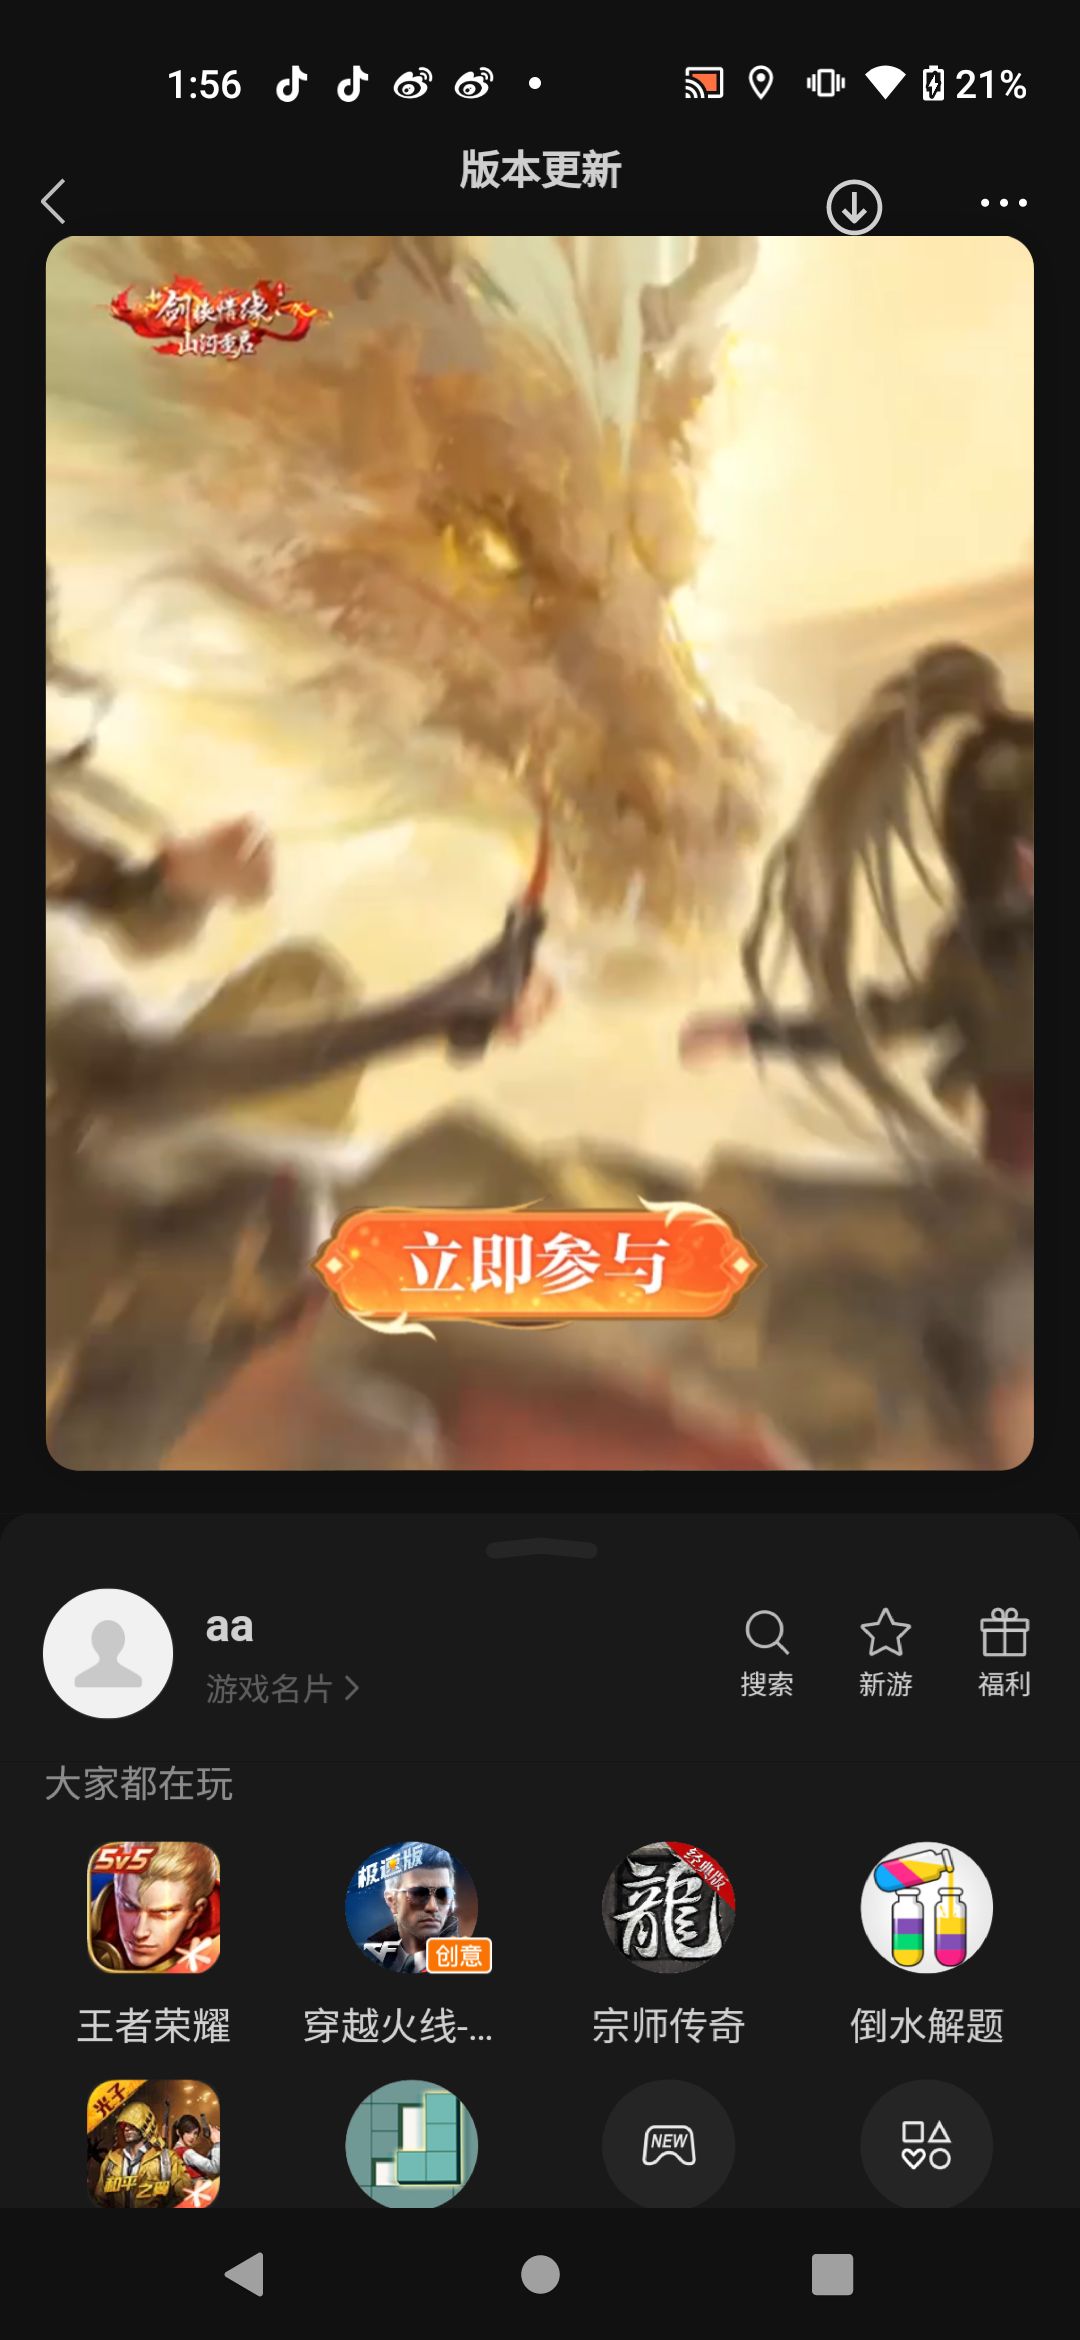 1:56
21%
版本更新
剑侠情缘
山河重启
立即参与
aa
游戏名片
搜索
新游
福利
大家都在玩
5v5
极速版
CF
创意
龍
经典版
王者荣耀
穿越火线-...
宗师传奇
倒水解题
光子
和平之翼
NEW